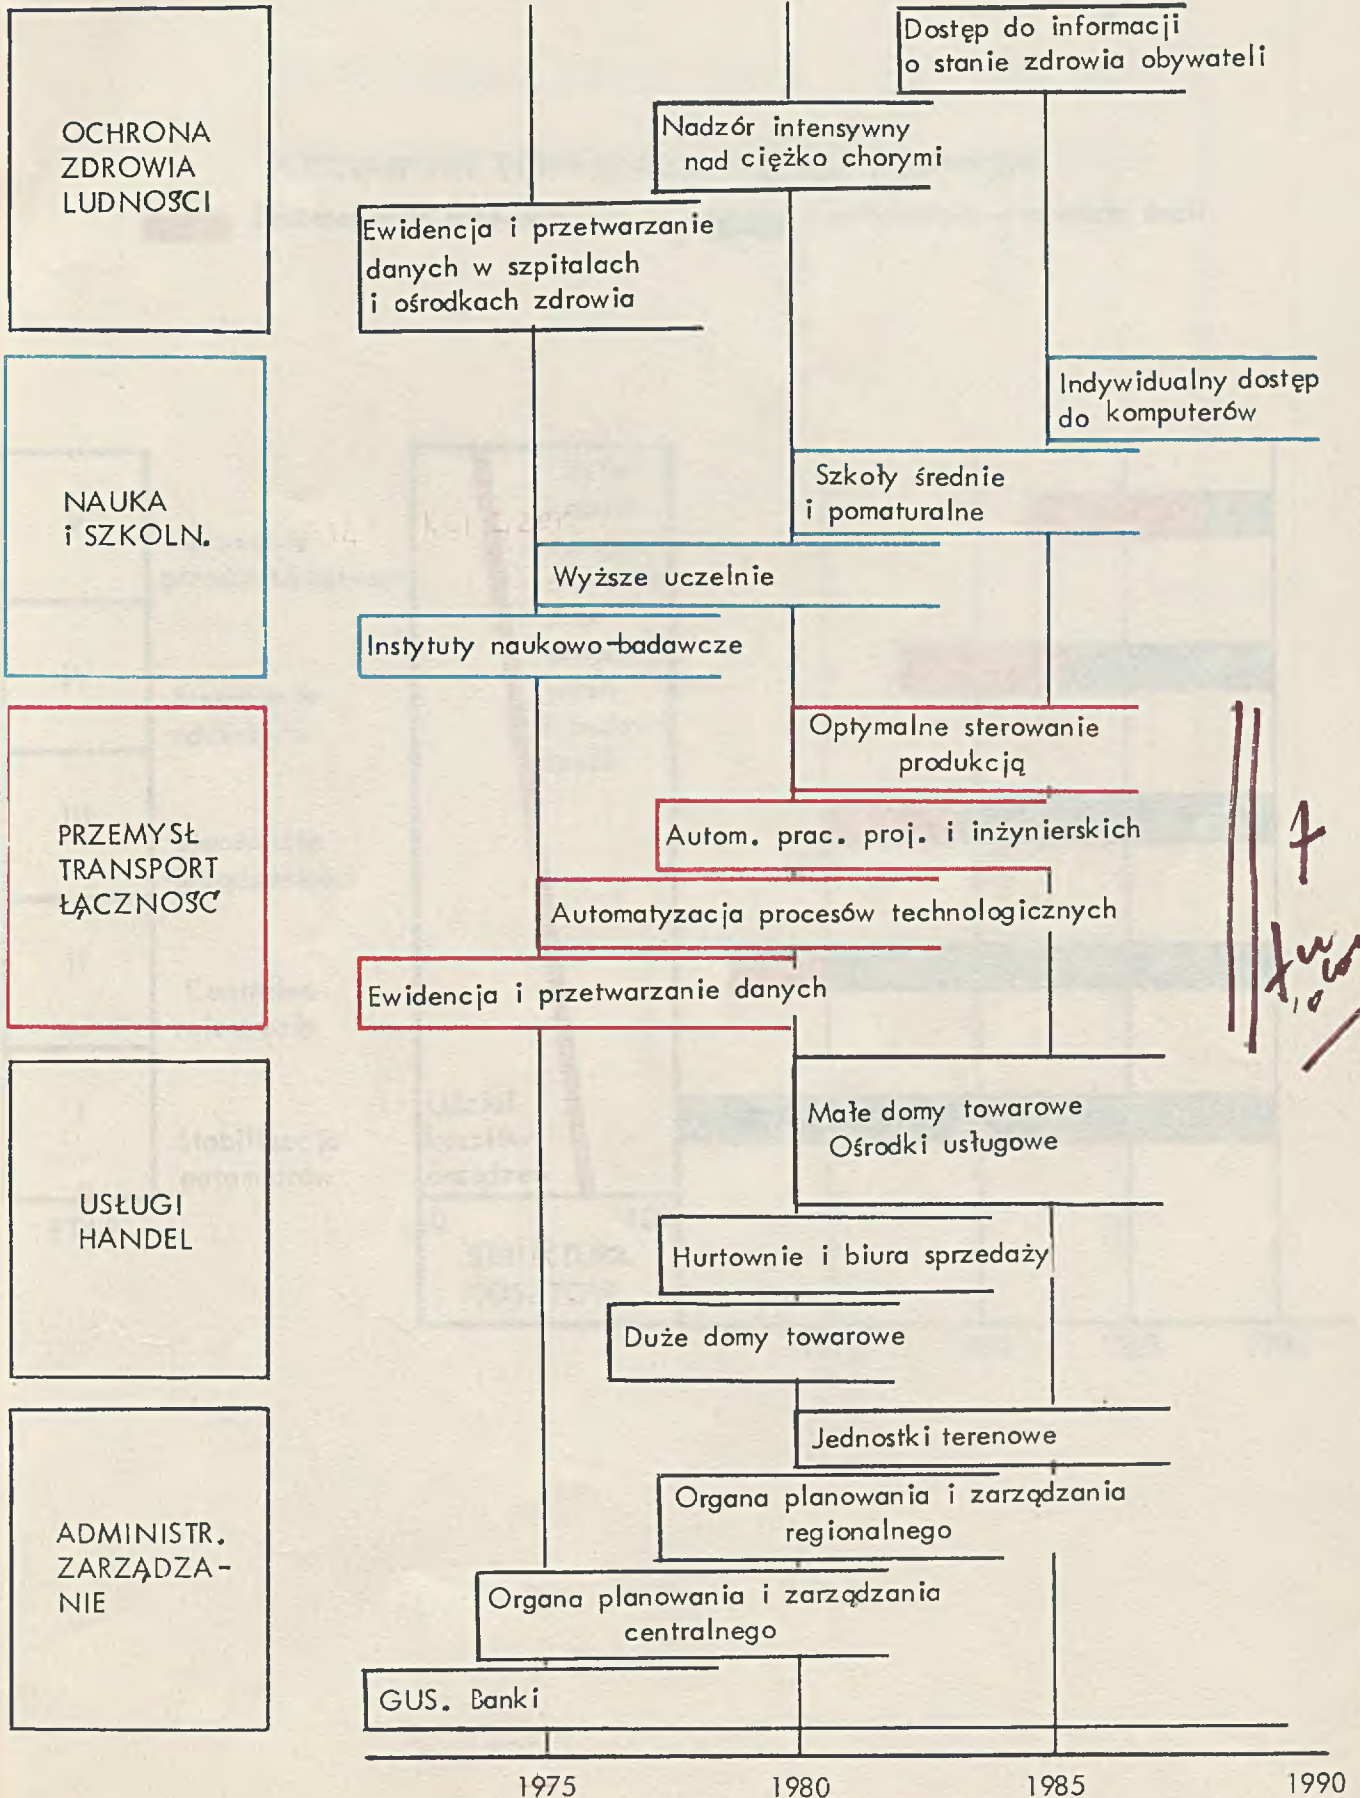 OCHRONA
ZDROWIA
LUDNOŚCI
Dostęp do informacji
o stanie zdrowia obywateli
Nadzór intensywny
nad ciężko chorymi
Ewidencja i przetwarzanie
danych w szpitalach
i ośrodkach zdrowia
NAUKA
i SZKOLN.
Indywidualny dostęp
do komputerów
Szkoły średnie
i pomaturalne
Wyższe uczelnie
Instytuty naukowo-badawcze
PRZEMYSŁ
TRANSPORT
ŁĄCZNOŚĆ
Optymalne sterowanie
produkcją
Autom. prac. proj. i inżynierskich
Automatyzacja procesów technologicznych
Ewidencja i przetwarzanie danych
USŁUGI
HANDEL
Małe domy towarowe
Ośrodki usługowe
Hurtownie i biura sprzedaży
Duże domy towarowe
ADMINISTR.
ZARZĄDZA-
NIE
Jednostki terenowe
Organa planowania i zarządzania
regionalnego
Organa planowania i zarządzania
centralnego
GUS. Banki
1975 1980 1985 1990